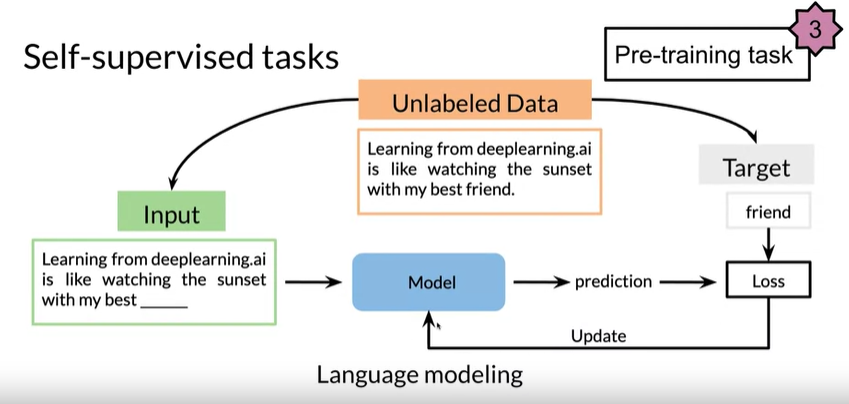 Self-supervised tasks
Pre-training task
3
Unlabeled Data
Learning from deeplearning.ai
is like watching the sunset
with my best friend.
Target
friend
Input
Learning from deeplearning.ai
is like watching the sunset
with my best _____
Model
prediction
Loss
Update
Language modeling